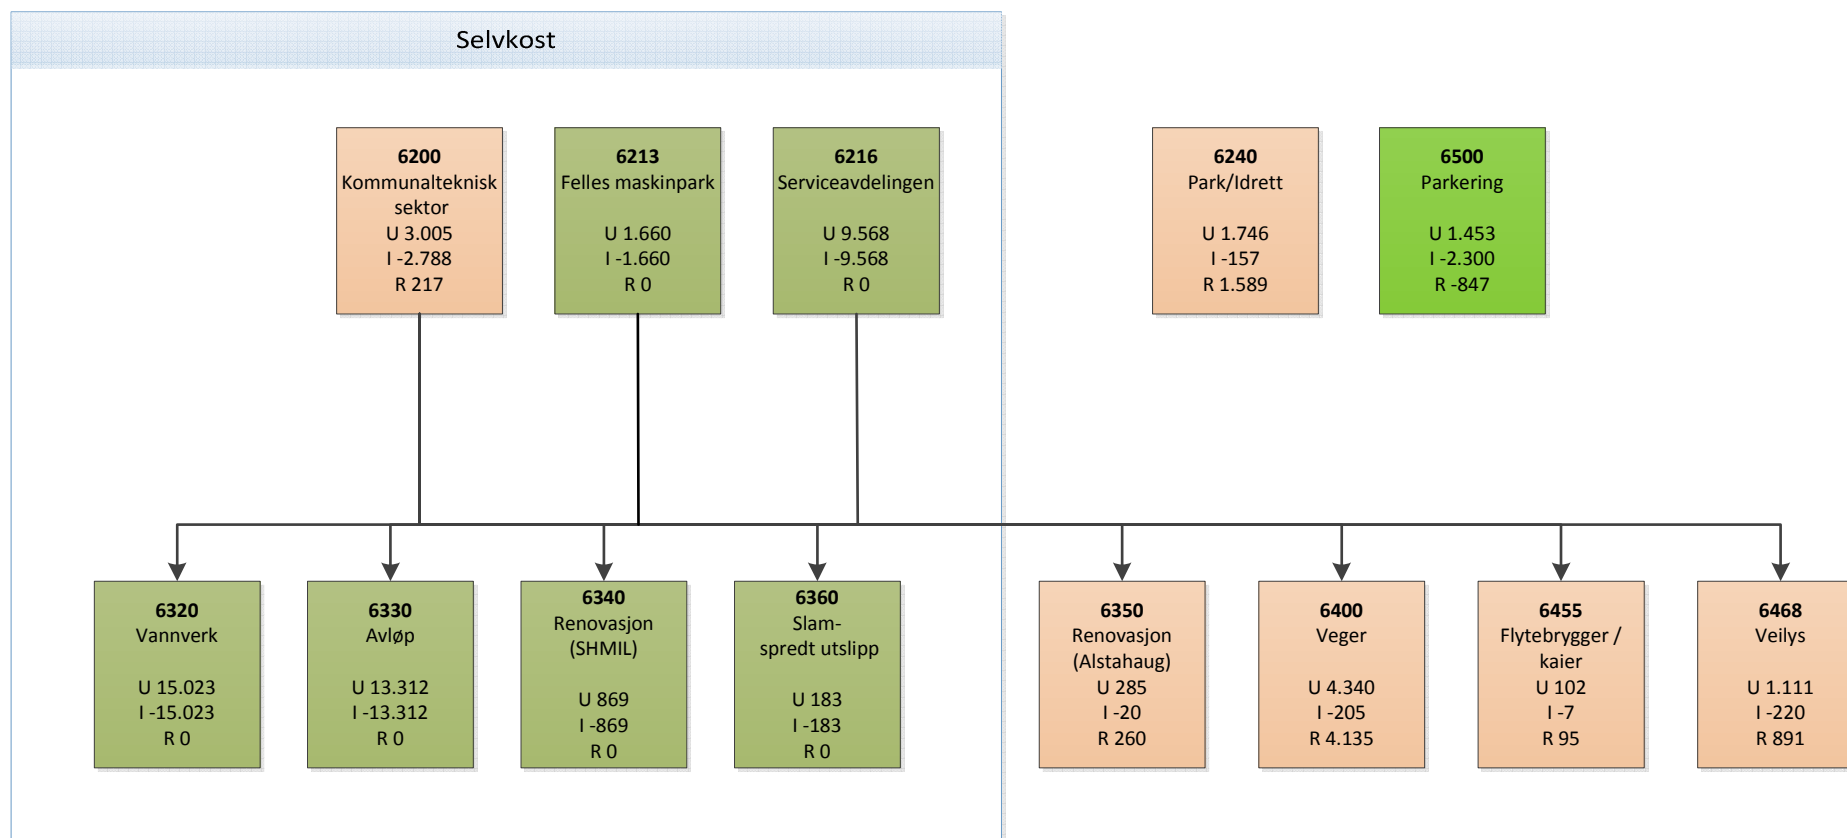 Selvkost
6200
Kommunalteknisk
sektor
U 3.005
I -2.788
R 217
6213
Felles maskinpark
U 1.660
I -1.660
R 0
6216
Serviceavdelingen
U 9.568
I -9.568
R 0
6240
Park/Idrett
U 1.746
I -157
R 1.589
6500
Parkering
U 1.453
I -2.300
R -847
6320
Vannverk
U 15.023
I -15.023
R 0
6330
Avløp
U 13.312
I -13.312
R 0
6340
Renovasjon
(SHMIL)
U 869
I -869
R 0
6360
Slam-
spredt utslipp
U 183
I -183
R 0
6350
Renovasjon
(Alstahaug)
U 285
I -20
R 260
6400
Veger
U 4.340
I -205
R 4.135
6455
Flytebrygger /
kaier
U 102
I -7
R 95
6468
Veilys
U 1.111
I -220
R 891